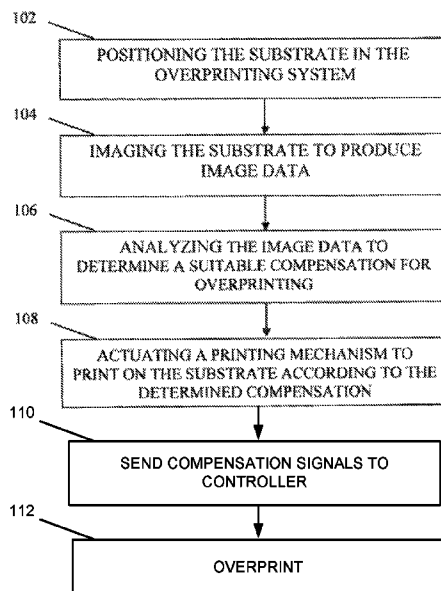 102
POSITIONING THE SUBSTRATE IN THE
OVERPRINTING SYSTEM
104
IMAGING THE SUBSTRATE TO PRODUCE
IMAGE DATA
106
ANALYZING THE IMAGE DATA TO
DETERMINE A SUITABLE COMPENSATION FOR
OVERPRINTING
108
ACTUATING A PRINTING MECHANISM TO
PRINT ON THE SUBSTRATE ACCORDING TO THE
DETERMINED COMPENSATION
110
SEND COMPENSATION SIGNALS TO
CONTROLLER
112
OVERPRINT